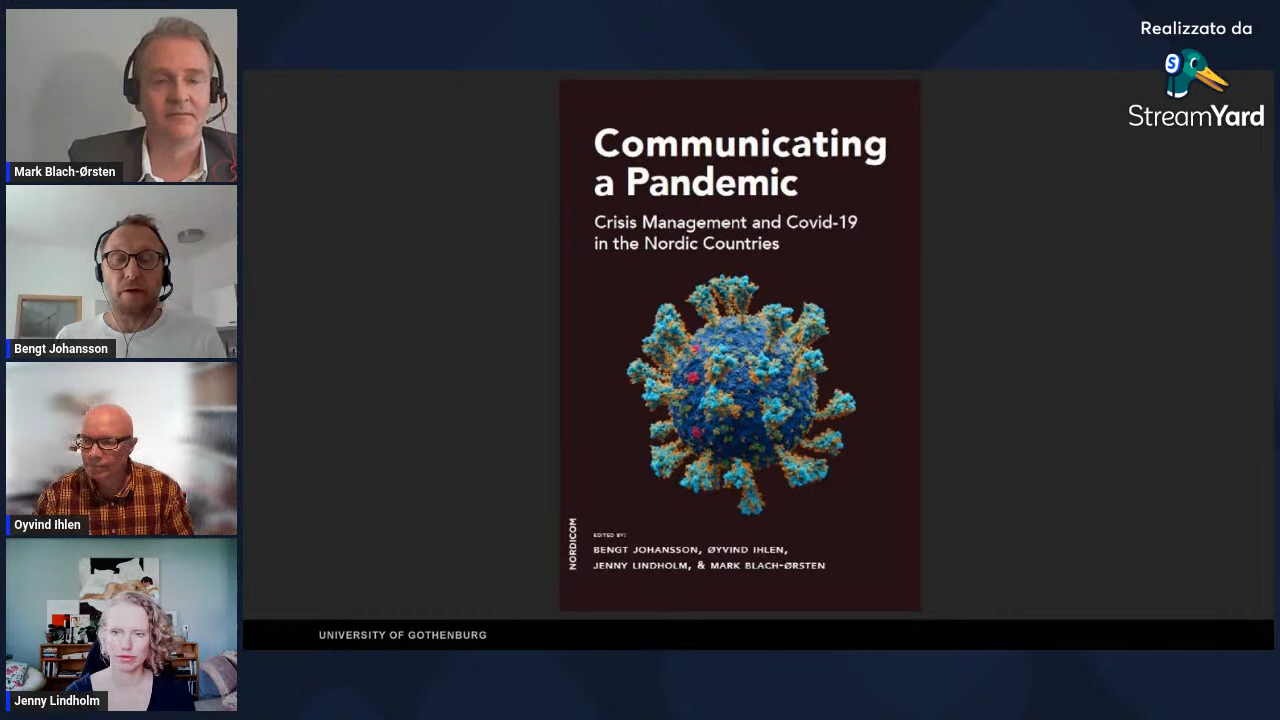 Mark Blach-Ørsten
Bengt Johansson
Oyvind Ihlen
Jenny Lindholm
Communicating
a Pandemic
Crisis Management and Covid-19
in the Nordic Countries
NORDICOM
EDITED BY:
BENGT JOHANSSON, ØYVIND IHLEN,
JENNY LINDHOLM, & MARK BLACH-ØRSTEN
UNIVERSITY OF GOTHENBURG
Realizzato da
S
StreamYard